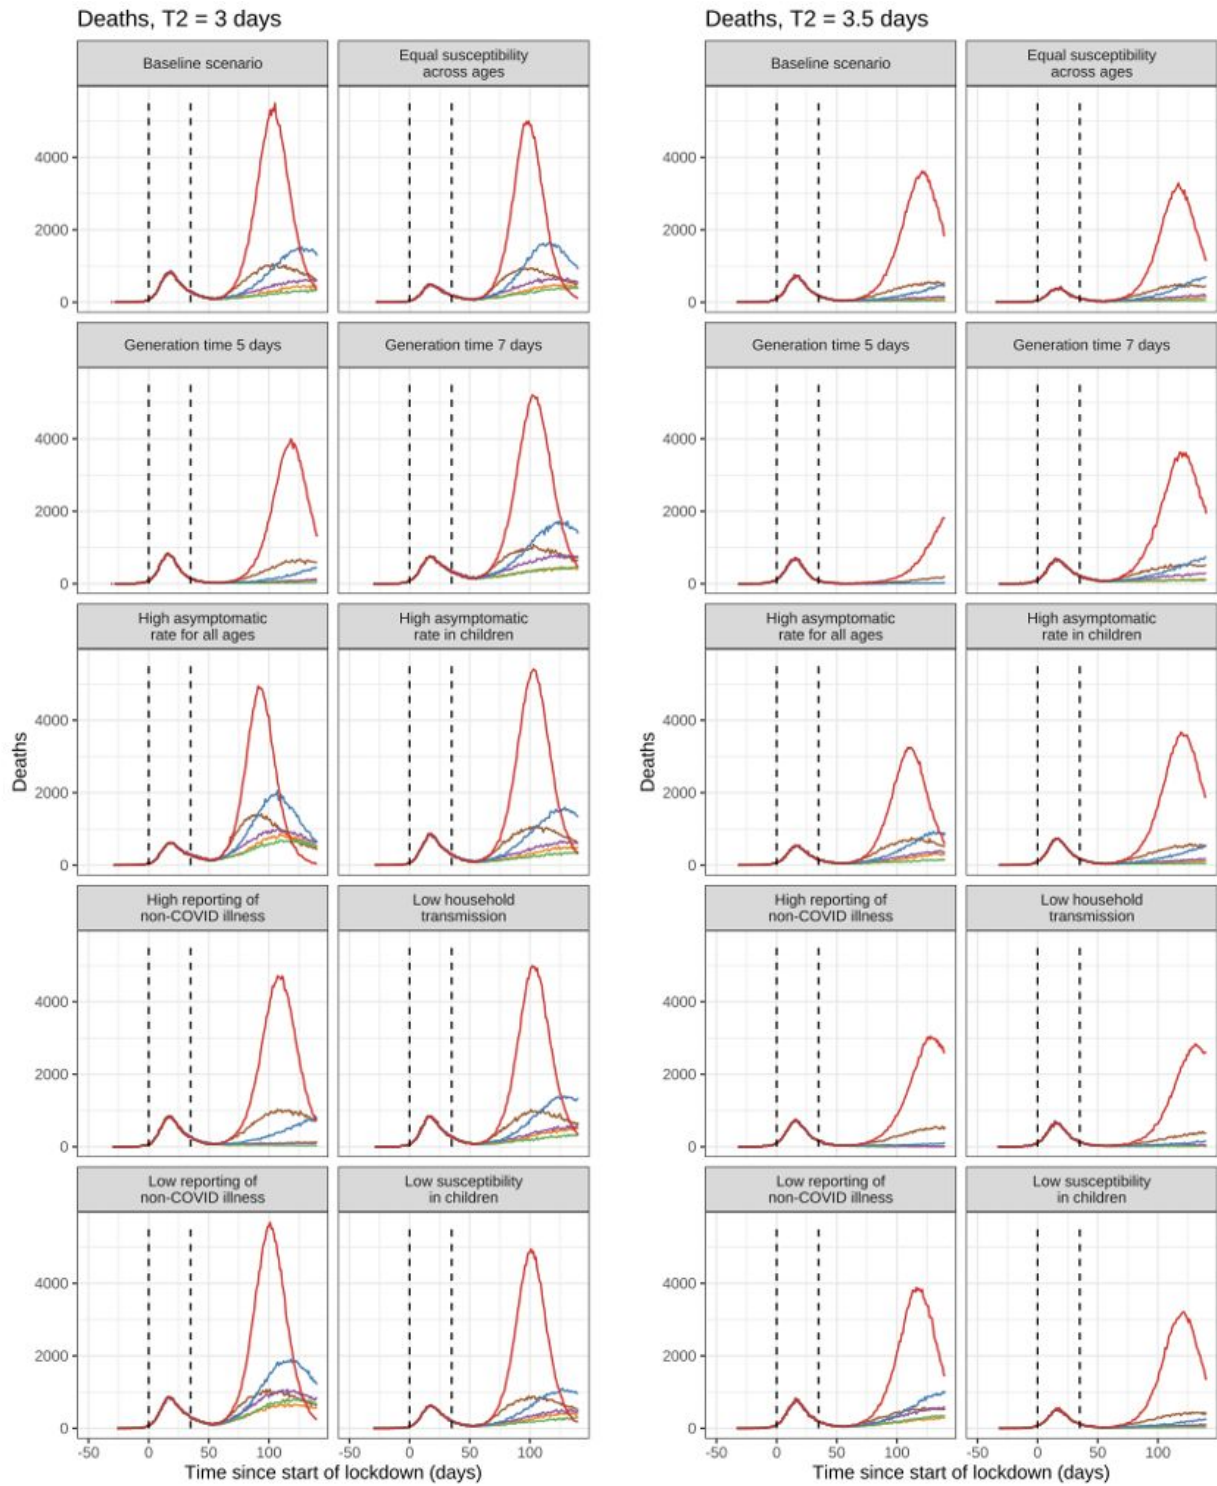 Deaths, T2 = 3 days
Baseline scenario
Equal susceptibility
across ages
4000
2000
0
Generation time 5 days
Generation time 7 days
4000
2000
0
High asymptomatic
rate for all ages
High asymptomatic
rate in children
4000
2000
0
High reporting of
non-COVID illness
Low household
transmission
4000
2000
0
Low reporting of
non-COVID illness
Low susceptibility
in children
4000
2000
0
-50 0 50 100 -50 0 50 100
Deaths
Time since start of lockdown (days)
Deaths, T2 = 3.5 days
Baseline scenario
Equal susceptibility
across ages
4000
2000
0
Generation time 5 days
Generation time 7 days
4000
2000
0
High asymptomatic
rate for all ages
High asymptomatic
rate in children
4000
2000
0
High reporting of
non-COVID illness
Low household
transmission
4000
2000
0
Low reporting of
non-COVID illness
Low susceptibility
in children
4000
2000
0
-50 0 50 100 -50 0 50 100
Deaths
Time since start of lockdown (days)